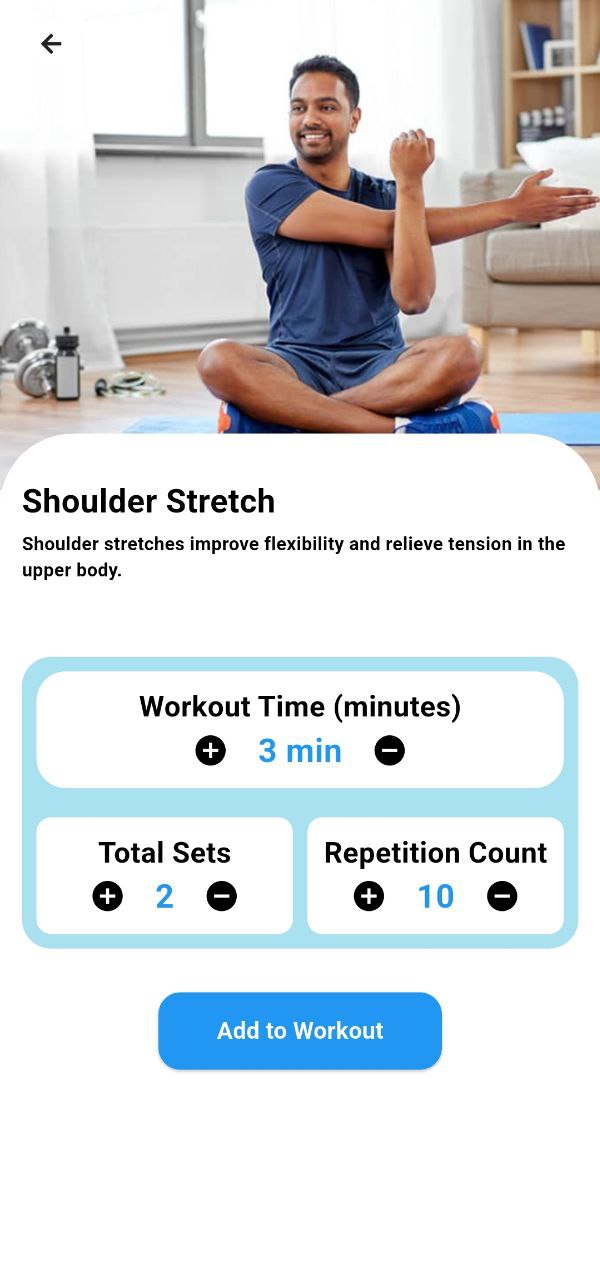 Shoulder Stretch
Shoulder stretches improve flexibility and relieve tension in the
upper body.
Workout Time (minutes)
3 min
Total Sets
2
Repetition Count
10
Add to Workout